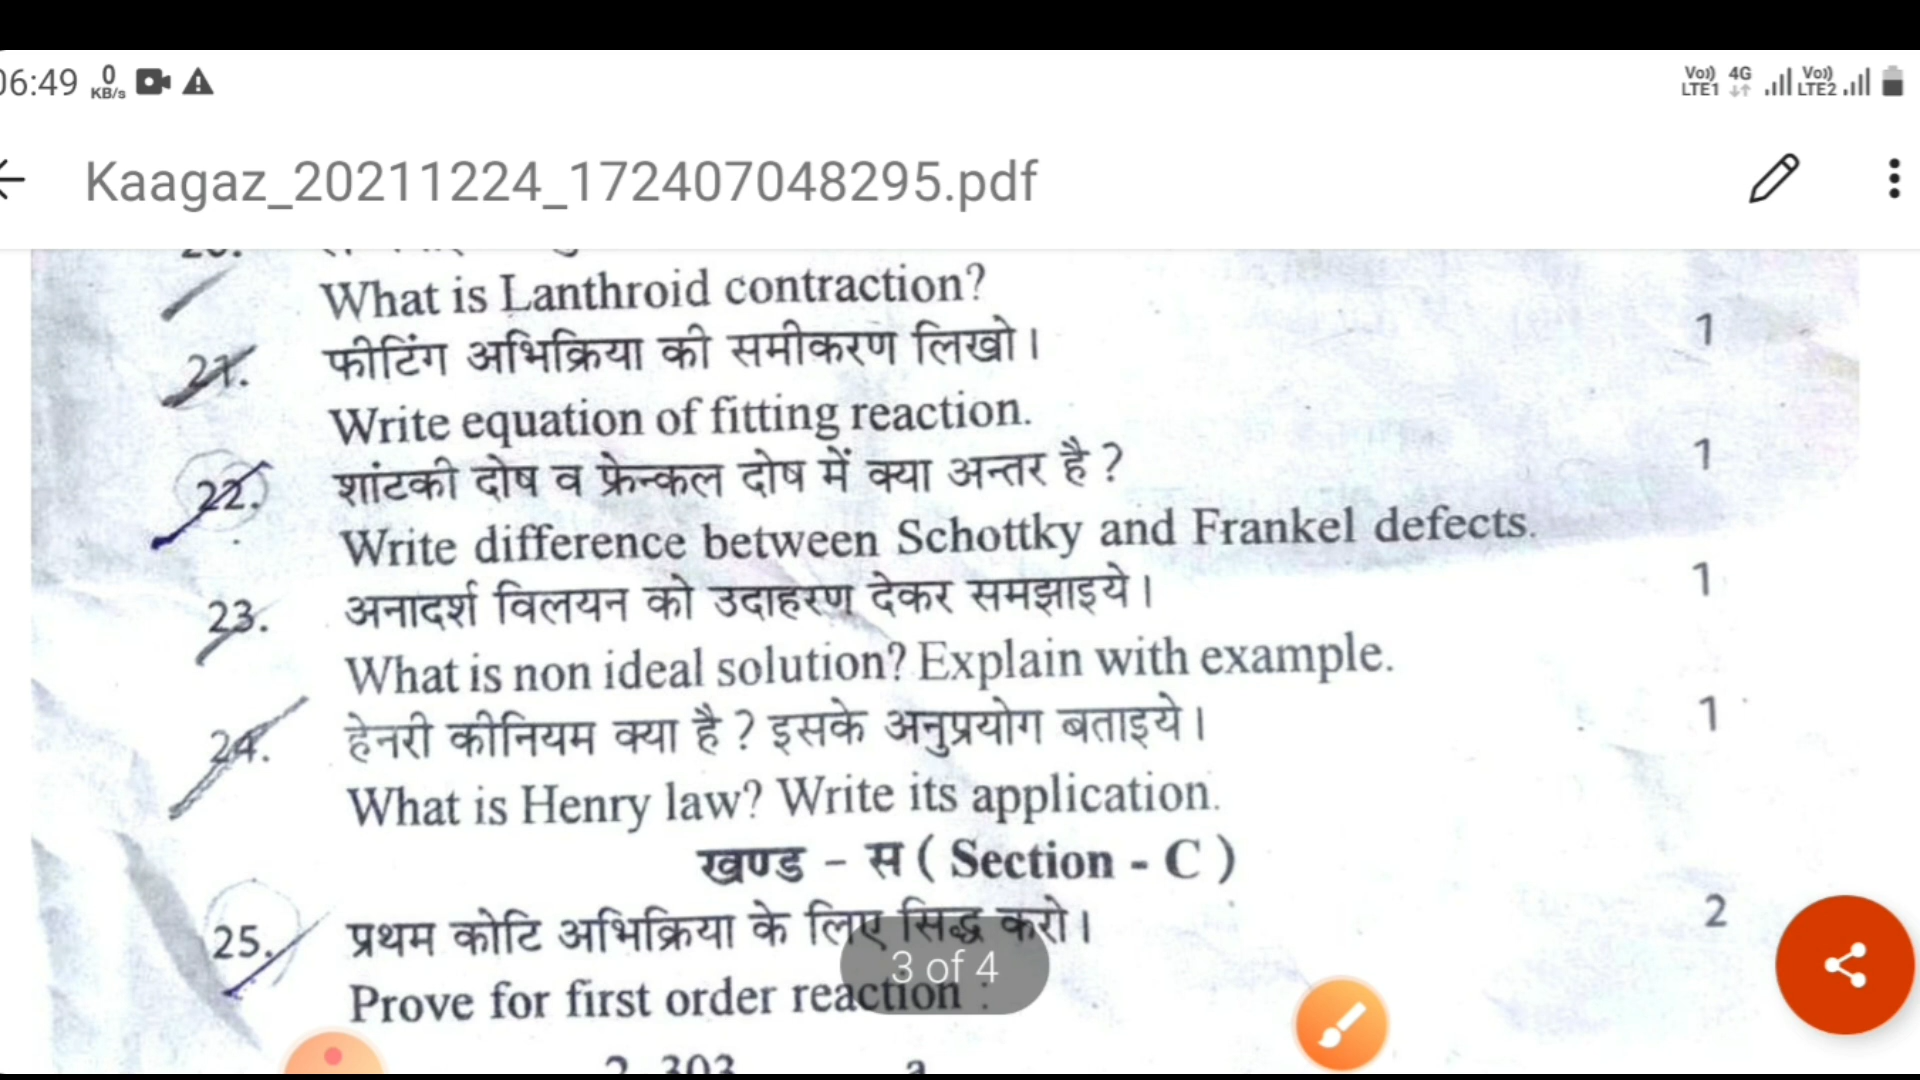 06:49 0 KB/s Vo)) LTE1 4G Vo)) LTE2
Kaagaz_20211224_172407048295.pdf
What is Lanthroid contraction?
21. फीटिंग अभिक्रिया की समीकरण लिखो। 1
Write equation of fitting reaction.
22. शांटकी दोष व फ्रेन्कल दोष में क्या अन्तर है ? 1
Write difference between Schottky and Frankel defects.
23. अनादर्श विलयन को उदाहरण देकर समझाइये। 1
What is non ideal solution? Explain with example.
24. हेनरी कीनियम क्या है ? इसके अनुप्रयोग बताइये। 1
What is Henry law? Write its application.
खण्ड - स ( Section - C )
25. प्रथम कोटि अभिक्रिया के लिए सिद्ध करो। 2
3 of 4
Prove for first order reaction :
2.303 a